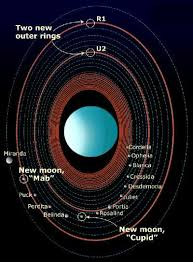 Two new
outer rings
R1
U2
Cordelia
Ophelia
Bianca
Cressida
Desdemona
Juliet
Portia
Rosalind
Miranda
New moon,
"Mab"
Puck
Perdita
Belinda
New moon,
"Cupid"